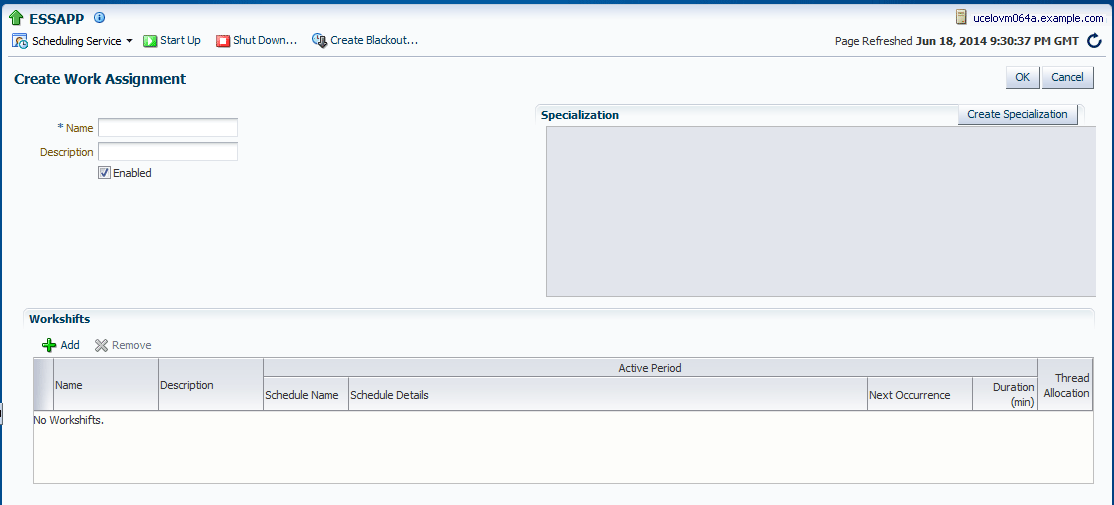 ESSAPP
ucelovm064a.example.com
Scheduling Service Start Up Shut Down... Create Blackout...
Page Refreshed Jun 18, 2014 9:30:37 PM GMT
Create Work Assignment
OK Cancel
* Name
Description
Enabled
Specialization
Create Specialization
Workshifts
Add Remove
Name Description Active Period Thread Allocation
Schedule Name Schedule Details Next Occurrence Duration (min)
No Workshifts.